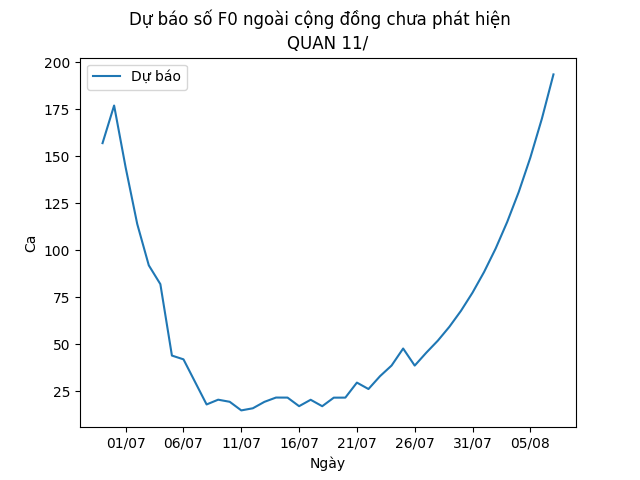 Dự báo số F0 ngoài cộng đồng chưa phát hiện
QUAN 11/
Dự báo
200
175
150
125
100
75
50
25
Ca
01/07 06/07 11/07 16/07 21/07 26/07 31/07 05/08
Ngày